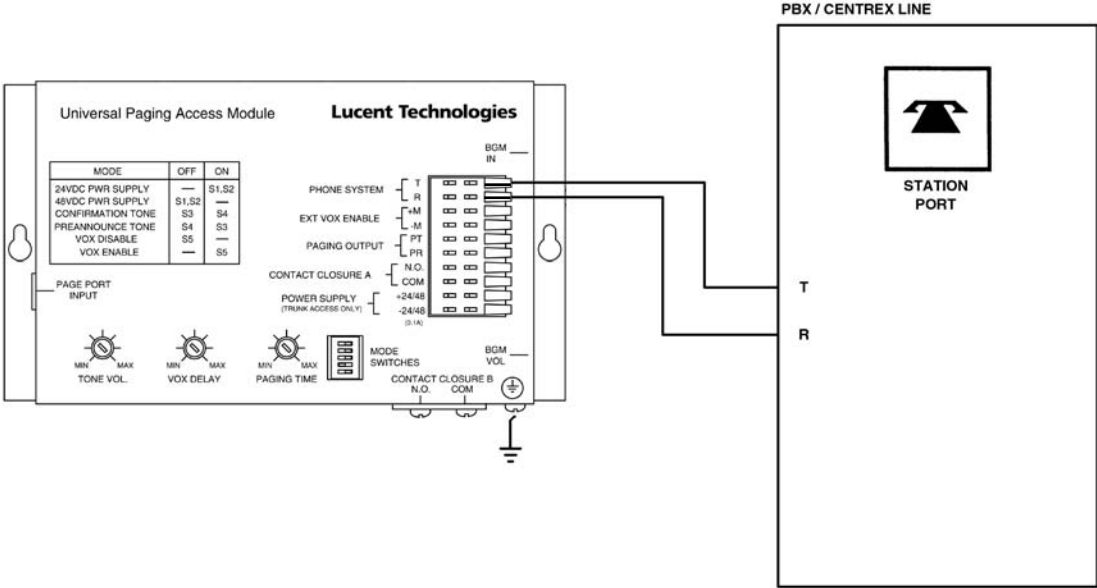 PBX / CENTREX LINE
Universal Paging Access Module
Lucent Technologies
BGM
IN
MODE OFF ON
24VDC PWR SUPPLY — S1,S2
48VDC PWR SUPPLY S1,S2 —
CONFIRMATION TONE S3 S4
PREANNOUNCE TONE S4 S3
VOX DISABLE S5 —
VOX ENABLE — S5
PHONE SYSTEM
T
R
EXT VOX ENABLE
+M
-M
PAGING OUTPUT
PT
PR
CONTACT CLOSURE A
N.O.
COM
POWER SUPPLY
(TRUNK ACCESS ONLY)
+24/48
-24/48
(0.1A)
PAGE PORT
INPUT
MIN MAX
TONE VOL.
MIN MAX
VOX DELAY
MIN MAX
PAGING TIME
MODE
SWITCHES
BGM
VOL
CONTACT CLOSURE B
N.O. COM
STATION
PORT
T
R